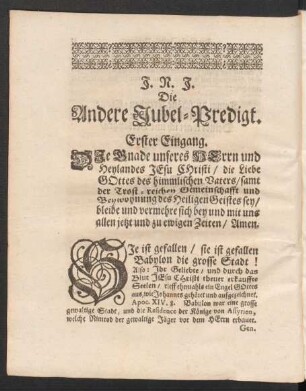 J. N. J.
Die
Andere Jubel-Predigt.
Erster Eingang.
DIe Gnade unseres HErrn und
Heylandes JEsu CHristi / die Liebe
GOttes des himmlischen Vaters / samt
der Trost-reichen Gemeinschafft und
Beywohnung des Heiligen Geistes sey /
bleibe und vermehre sich bey und mit uns
allen jetzt und zu ewigen Zeiten / Amen.
SIe ist gefallen / sie ist gefallen
Babylon die grosse Stadt!
Also: Ihr Geliebte / und durch das
Blut JEsu Christi theuer erkauffte
Seelen / rieff ehmahls ein Engel GOttes
aus, wie Johannes gehöret und aufgezeichnet.
Apoc. XIV. 8. Babilon war eine grosse
gewaltige Stadt, und die Residence der Könige von Assyrien,
welche Nimrod der gewaltige Jäger vor dem HErrn erbauet.
Gen.